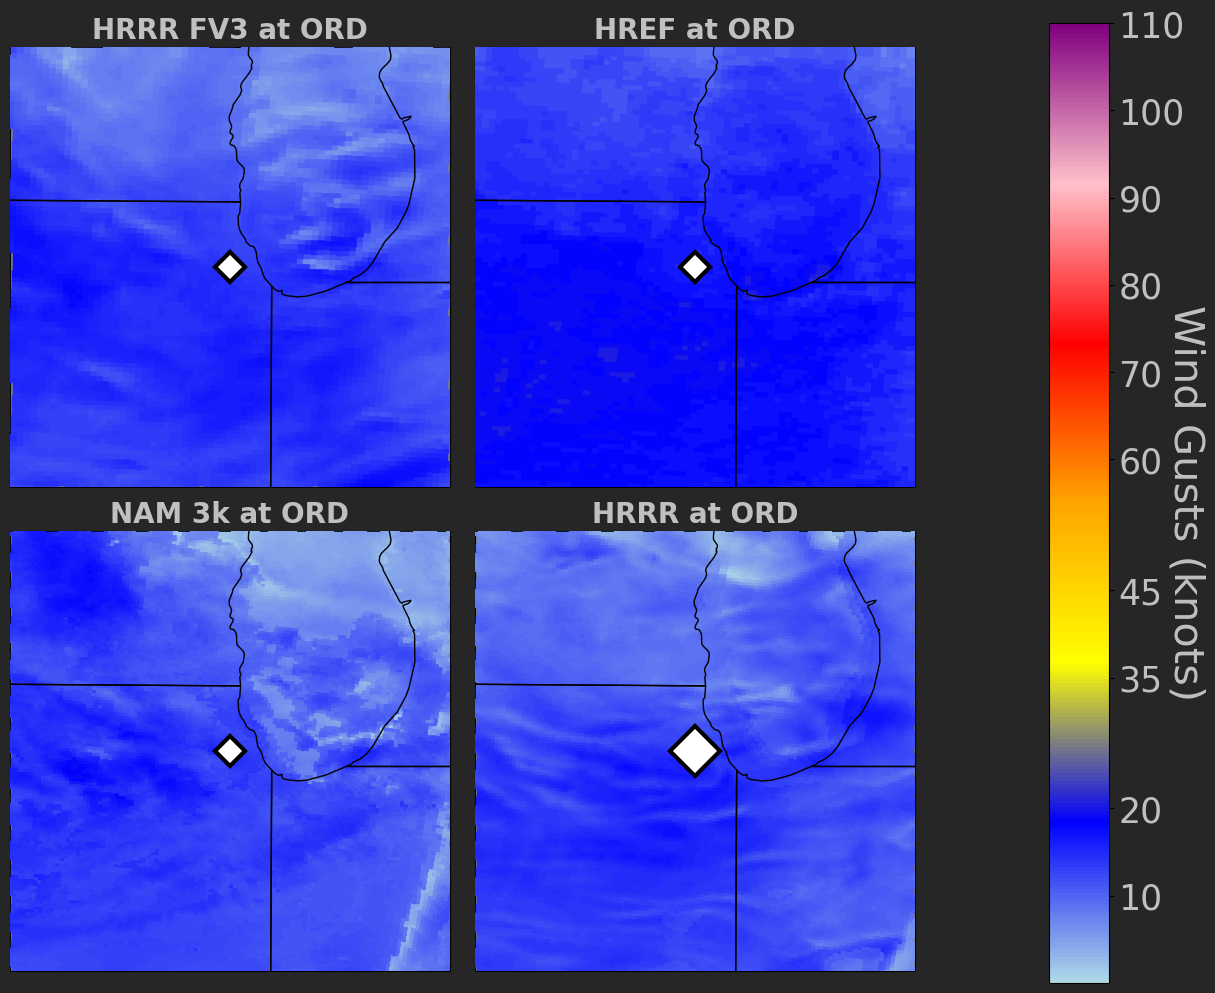 HRRR FV3 at ORD
HREF at ORD
NAM 3k at ORD
HRRR at ORD
110
100
90
80
70
60
45
35
20
10
Wind Gusts (knots)